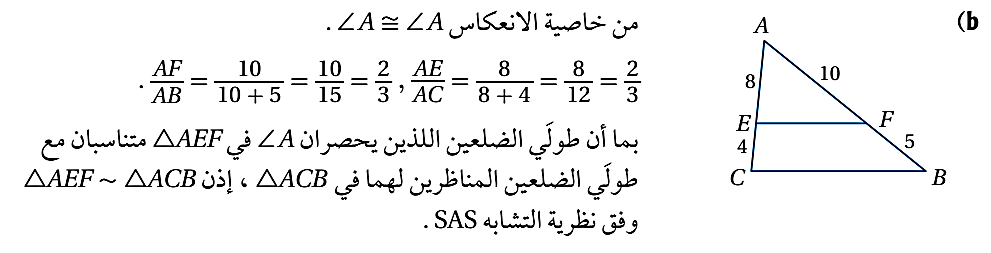 (b
من خاصية الانعكاس ∠A ≅ ∠A .
AF/AB = 10/(10 + 5) = 10/15 = 2/3 , AE/AC = 8/(8 + 4) = 8/12 = 2/3 .
بما أن طولَي الضلعين اللذين يحصران ∠A في △AEF متناسبان مع
طولَي الضلعين المناظرين لهما في △ACB ، إذن △AEF ~ △ACB
وفق نظرية التشابه SAS .
A
8
10
E
F
4
5
C
B